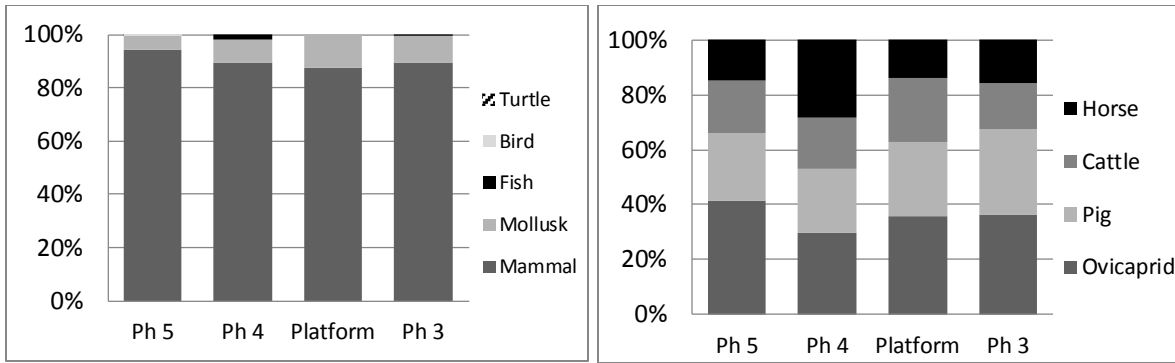 100%
80%
60%
40%
20%
0%
Ph 5 Ph 4 Platform Ph 3
Turtle
Bird
Fish
Mollusk
Mammal
100%
80%
60%
40%
20%
0%
Ph 5 Ph 4 Platform Ph 3
Horse
Cattle
Pig
Ovicaprid